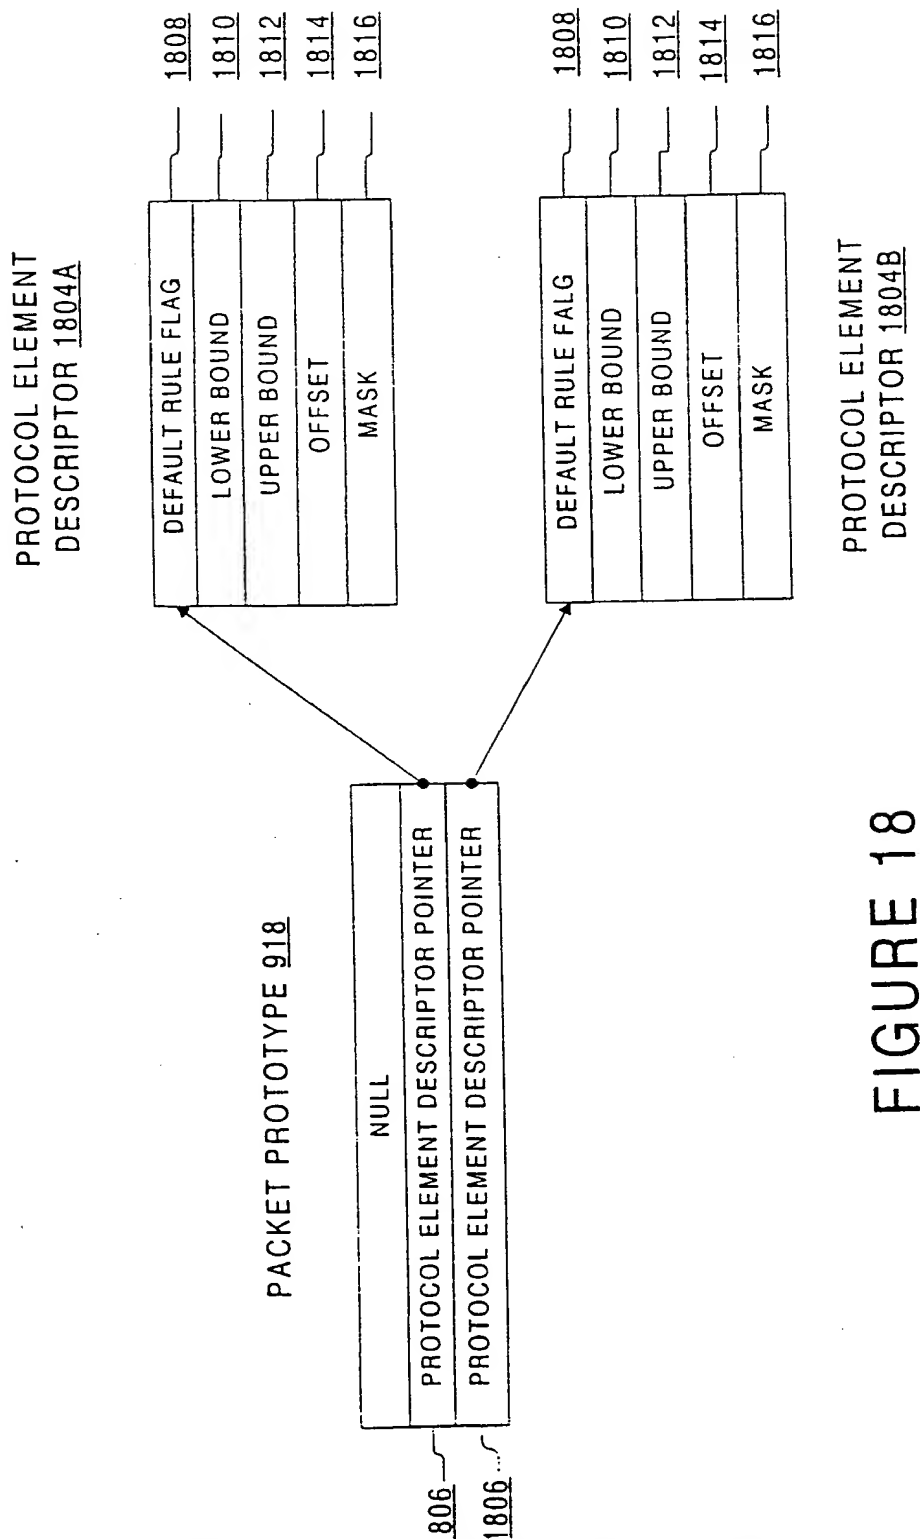 PROTOCOL ELEMENT
DESCRIPTOR 1804A
DEFAULT RULE FLAG 1808
LOWER BOUND 1810
UPPER BOUND 1812
OFFSET 1814
MASK 1816
PACKET PROTOTYPE 918
NULL
806 PROTOCOL ELEMENT DESCRIPTOR POINTER
1806 PROTOCOL ELEMENT DESCRIPTOR POINTER
DEFAULT RULE FALG 1808
LOWER BOUND 1810
UPPER BOUND 1812
OFFSET 1814
MASK 1816
PROTOCOL ELEMENT
DESCRIPTOR 1804B
FIGURE 18